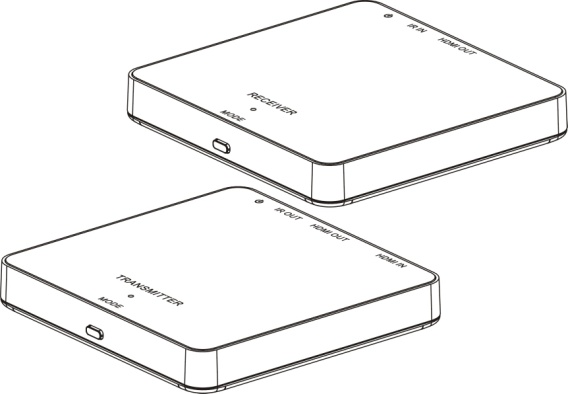 ⏻ IR IN HDMI OUT
RECEIVER
MODE
⏻ IR OUT HDMI OUT HDMI IN
TRANSMITTER
MODE